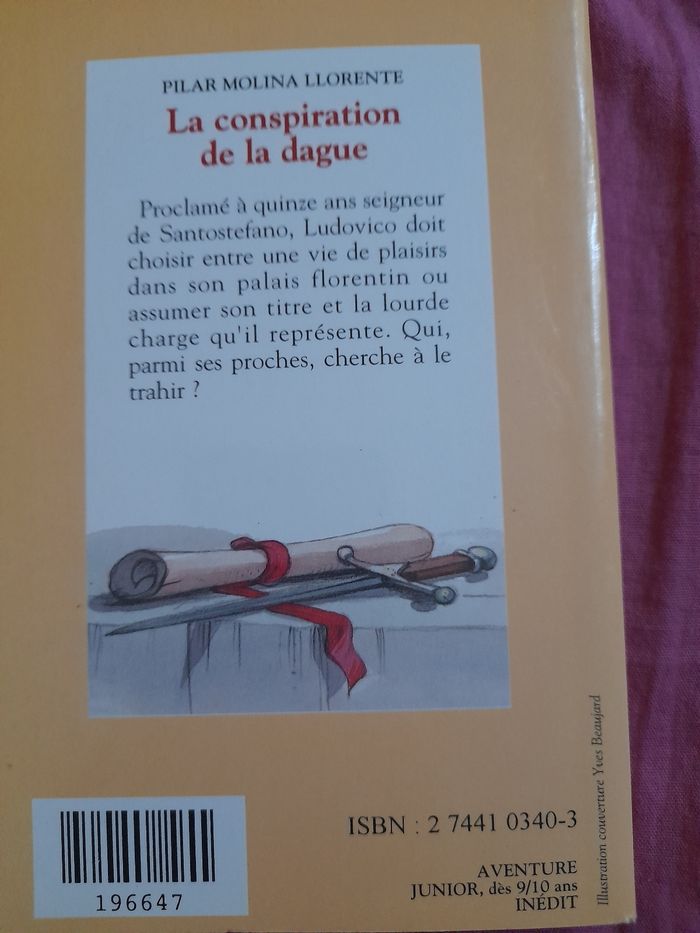 PILAR MOLINA LLORENTE
La conspiration
de la dague
Proclamé à quinze ans seigneur
de Santostefano, Ludovico doit
choisir entre une vie de plaisirs
dans son palais florentin ou
assumer son titre et la lourde
charge qu'il représente. Qui,
parmi ses proches, cherche à le
trahir ?
Illustration couverture Yves Beaujard
ISBN : 2 7441 0340-3
AVENTURE
JUNIOR, dès 9/10 ans
INÉDIT
196647